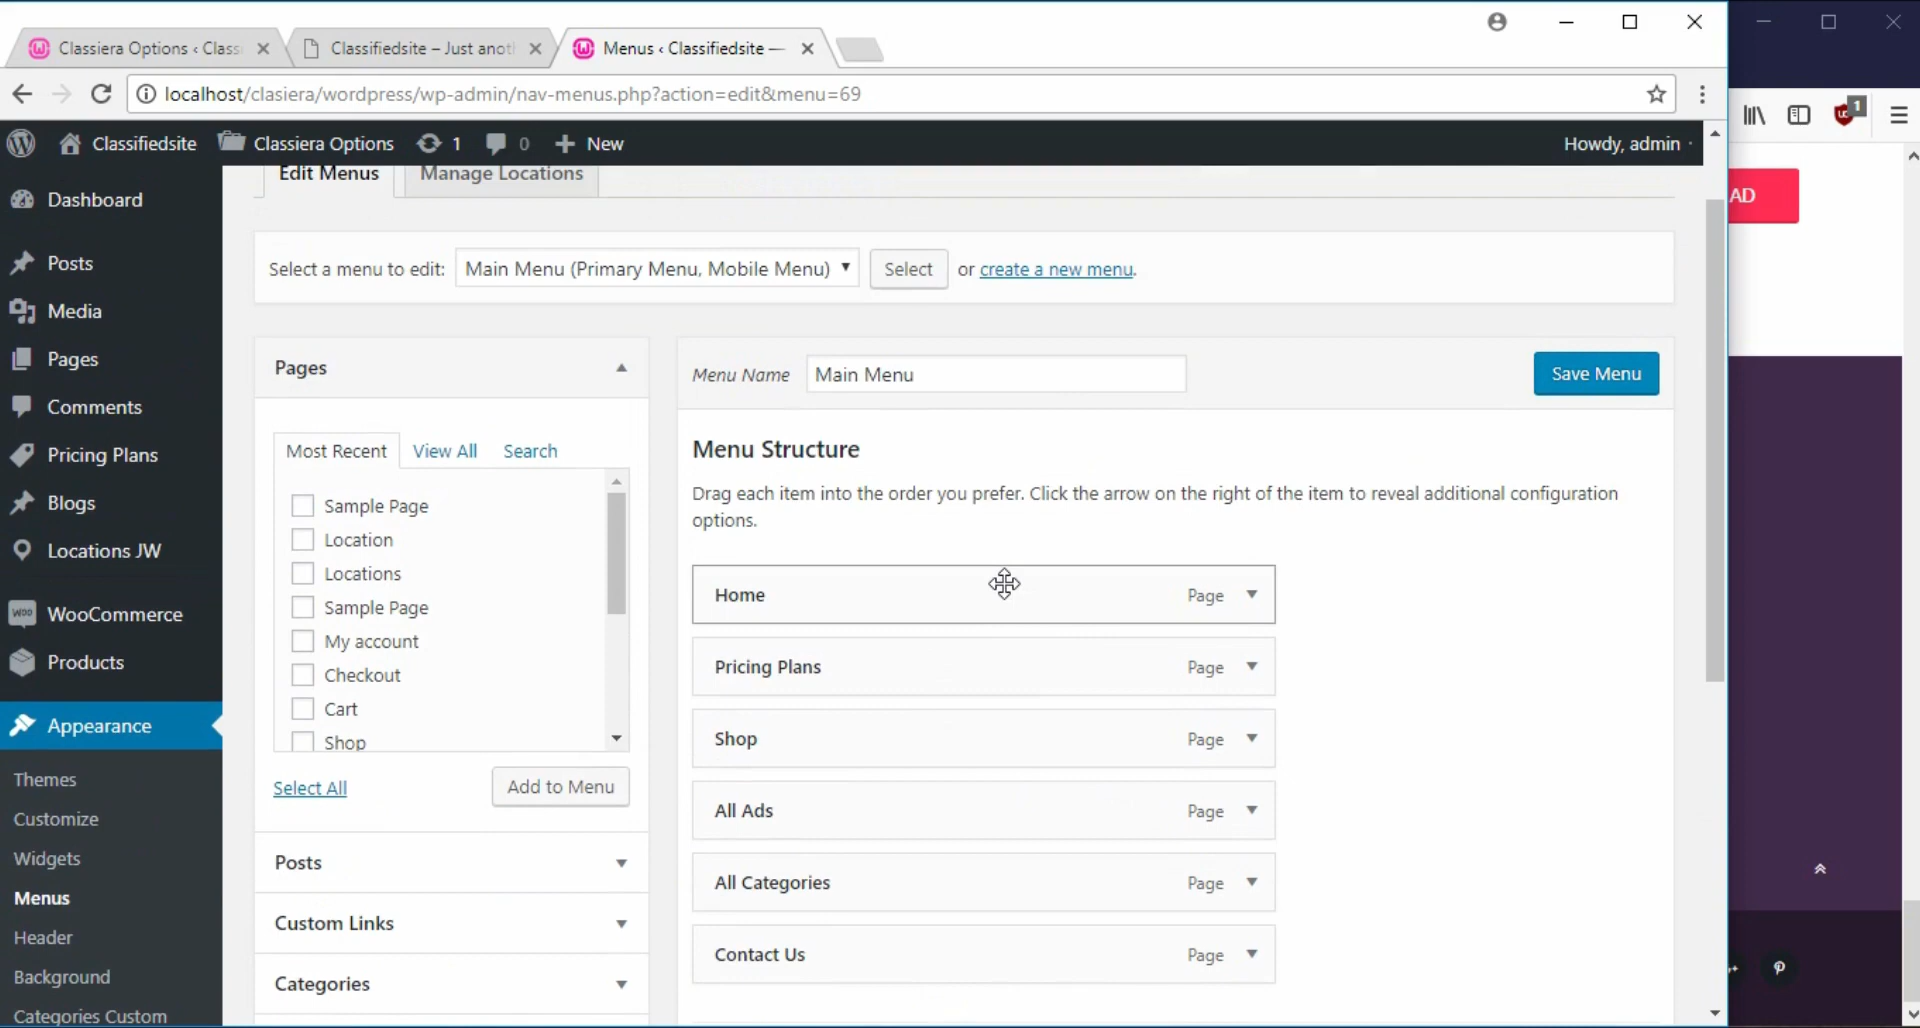 Classiera Options ‹ Class
Classifiedsite – Just anot
Menus ‹ Classifiedsite —
localhost/clasiera/wordpress/wp-admin/nav-menus.php?action=edit&menu=69
1
Classifiedsite
Classiera Options
1
0
New
Howdy, admin
Edit Menus
Manage Locations
AD
Dashboard
Posts
Media
Pages
Comments
Pricing Plans
Blogs
Locations JW
WooCommerce
Products
Appearance
Themes
Customize
Widgets
Menus
Header
Background
Categories Custom
Select a menu to edit: Main Menu (Primary Menu, Mobile Menu) Select or create a new menu.
Pages
Most Recent View All Search
Sample Page
Location
Locations
Sample Page
My account
Checkout
Cart
Shop
Select All
Add to Menu
Posts
Custom Links
Categories
Menu Name Main Menu
Save Menu
Menu Structure
Drag each item into the order you prefer. Click the arrow on the right of the item to reveal additional configuration
options.
Home Page
Pricing Plans Page
Shop Page
All Ads Page
All Categories Page
Contact Us Page